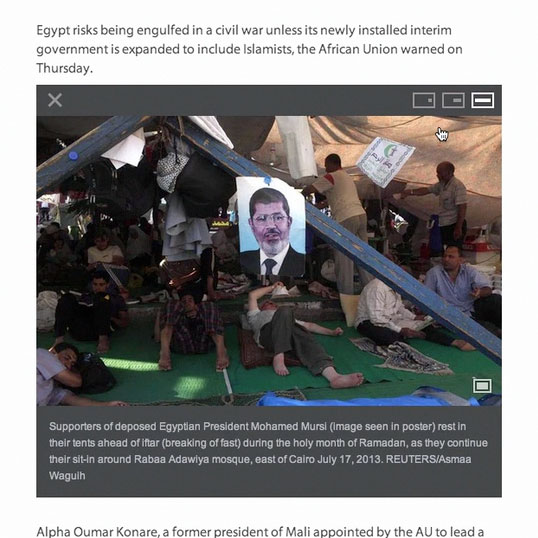 Egypt risks being engulfed in a civil war unless its newly installed interim
government is expanded to include Islamists, the African Union warned on
Thursday.
Supporters of deposed Egyptian President Mohamed Mursi (image seen in poster) rest in
their tents ahead of iftar (breaking of fast) during the holy month of Ramadan, as they continue
their sit-in around Rabaa Adawiya mosque, east of Cairo July 17, 2013. REUTERS/Asmaa
Waguih
Alpha Oumar Konare, a former president of Mali appointed by the AU to lead a